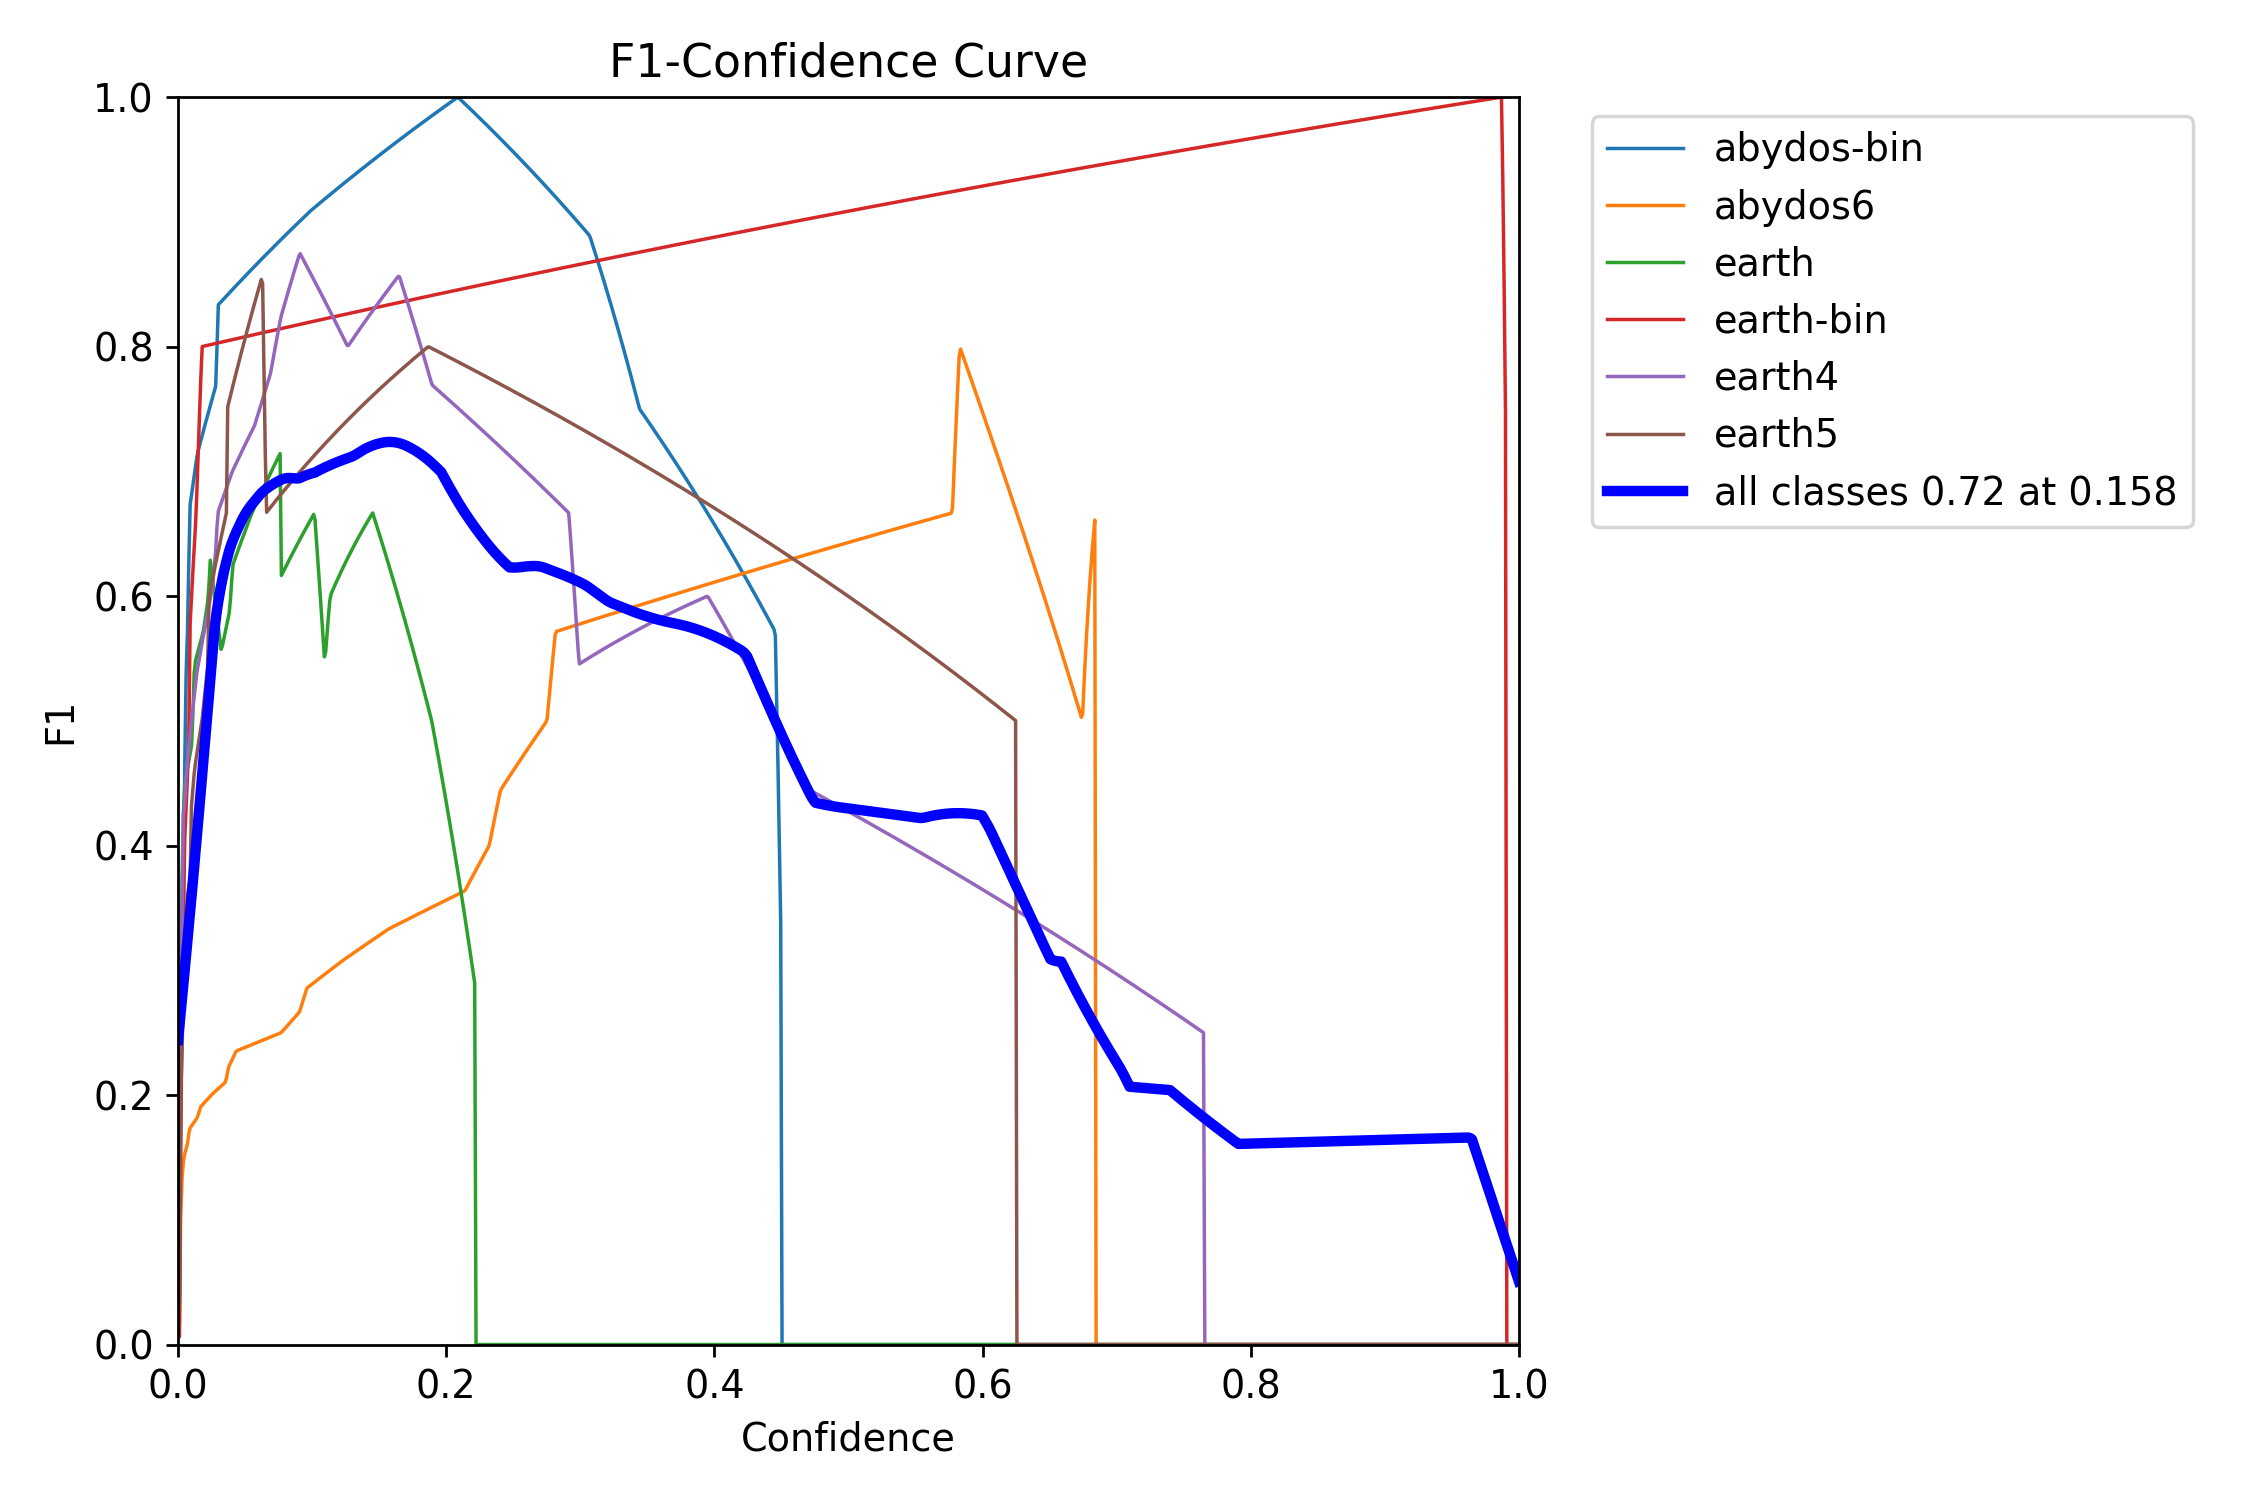 F1-Confidence Curve
1.0
0.8
0.6
0.4
0.2
0.0
F1
0.0 0.2 0.4 0.6 0.8 1.0
Confidence
abydos-bin
abydos6
earth
earth-bin
earth4
earth5
all classes 0.72 at 0.158